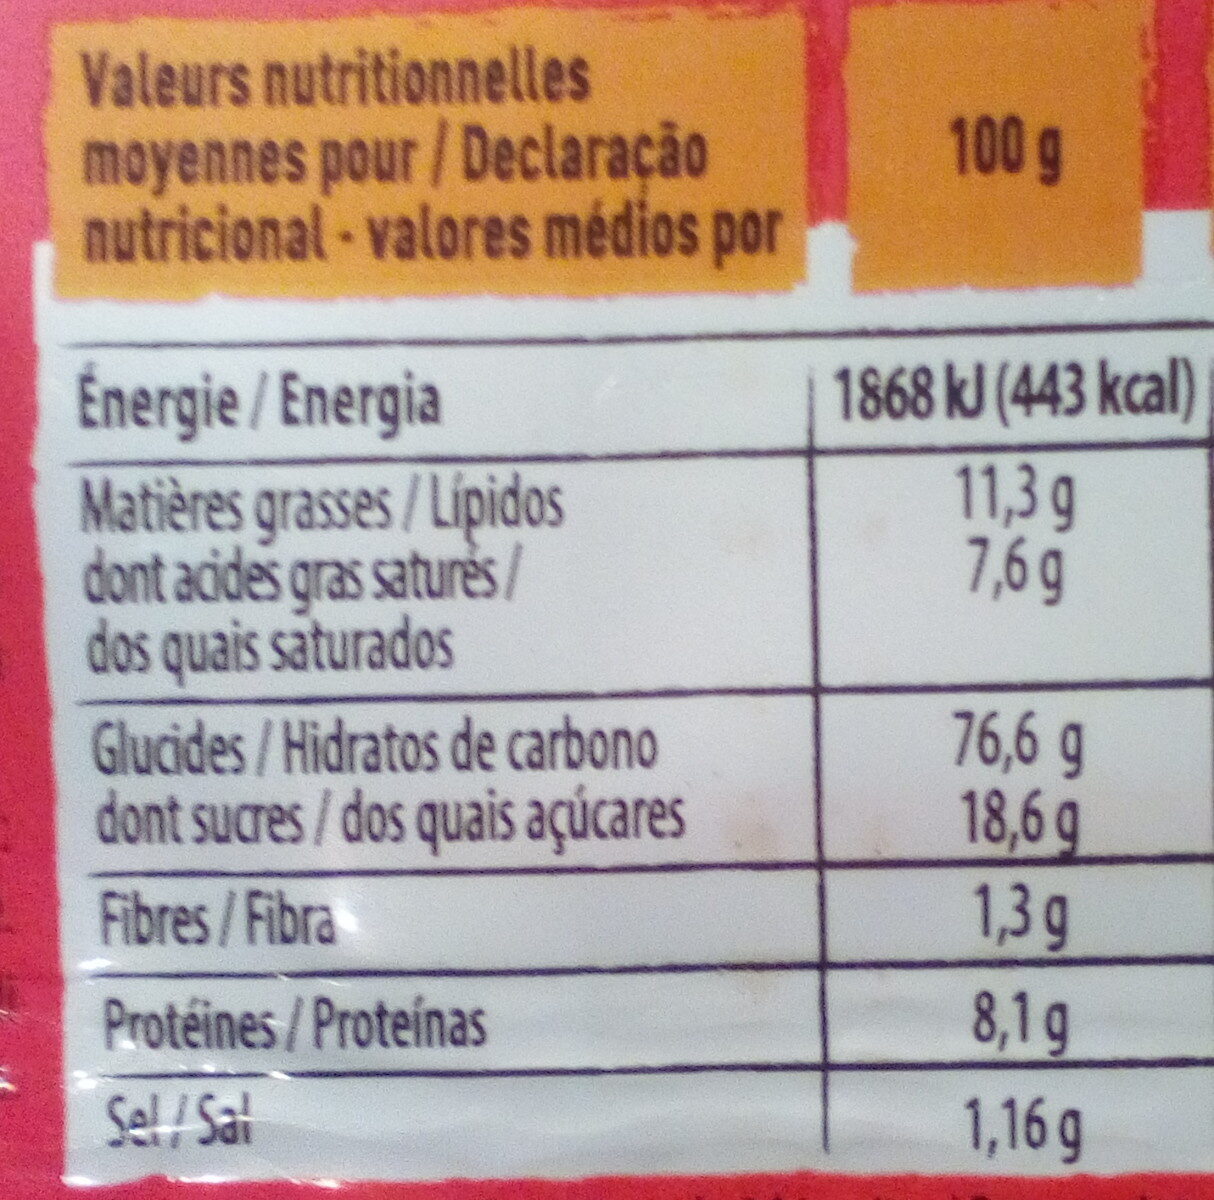 Valeurs nutritionnelles
moyennes pour / Declaração
nutricional - valores médios por
100 g
Énergie / Energia 1868 kJ (443 kcal)
Matières grasses / Lípidos 11,3 g
dont acides gras saturés / 7,6 g
dos quais saturados
Glucides / Hidratos de carbono 76,6 g
dont sucres / dos quais açúcares 18,6 g
Fibres / Fibra 1,3 g
Protéines / Proteínas 8,1 g
Sel / Sal 1,16 g